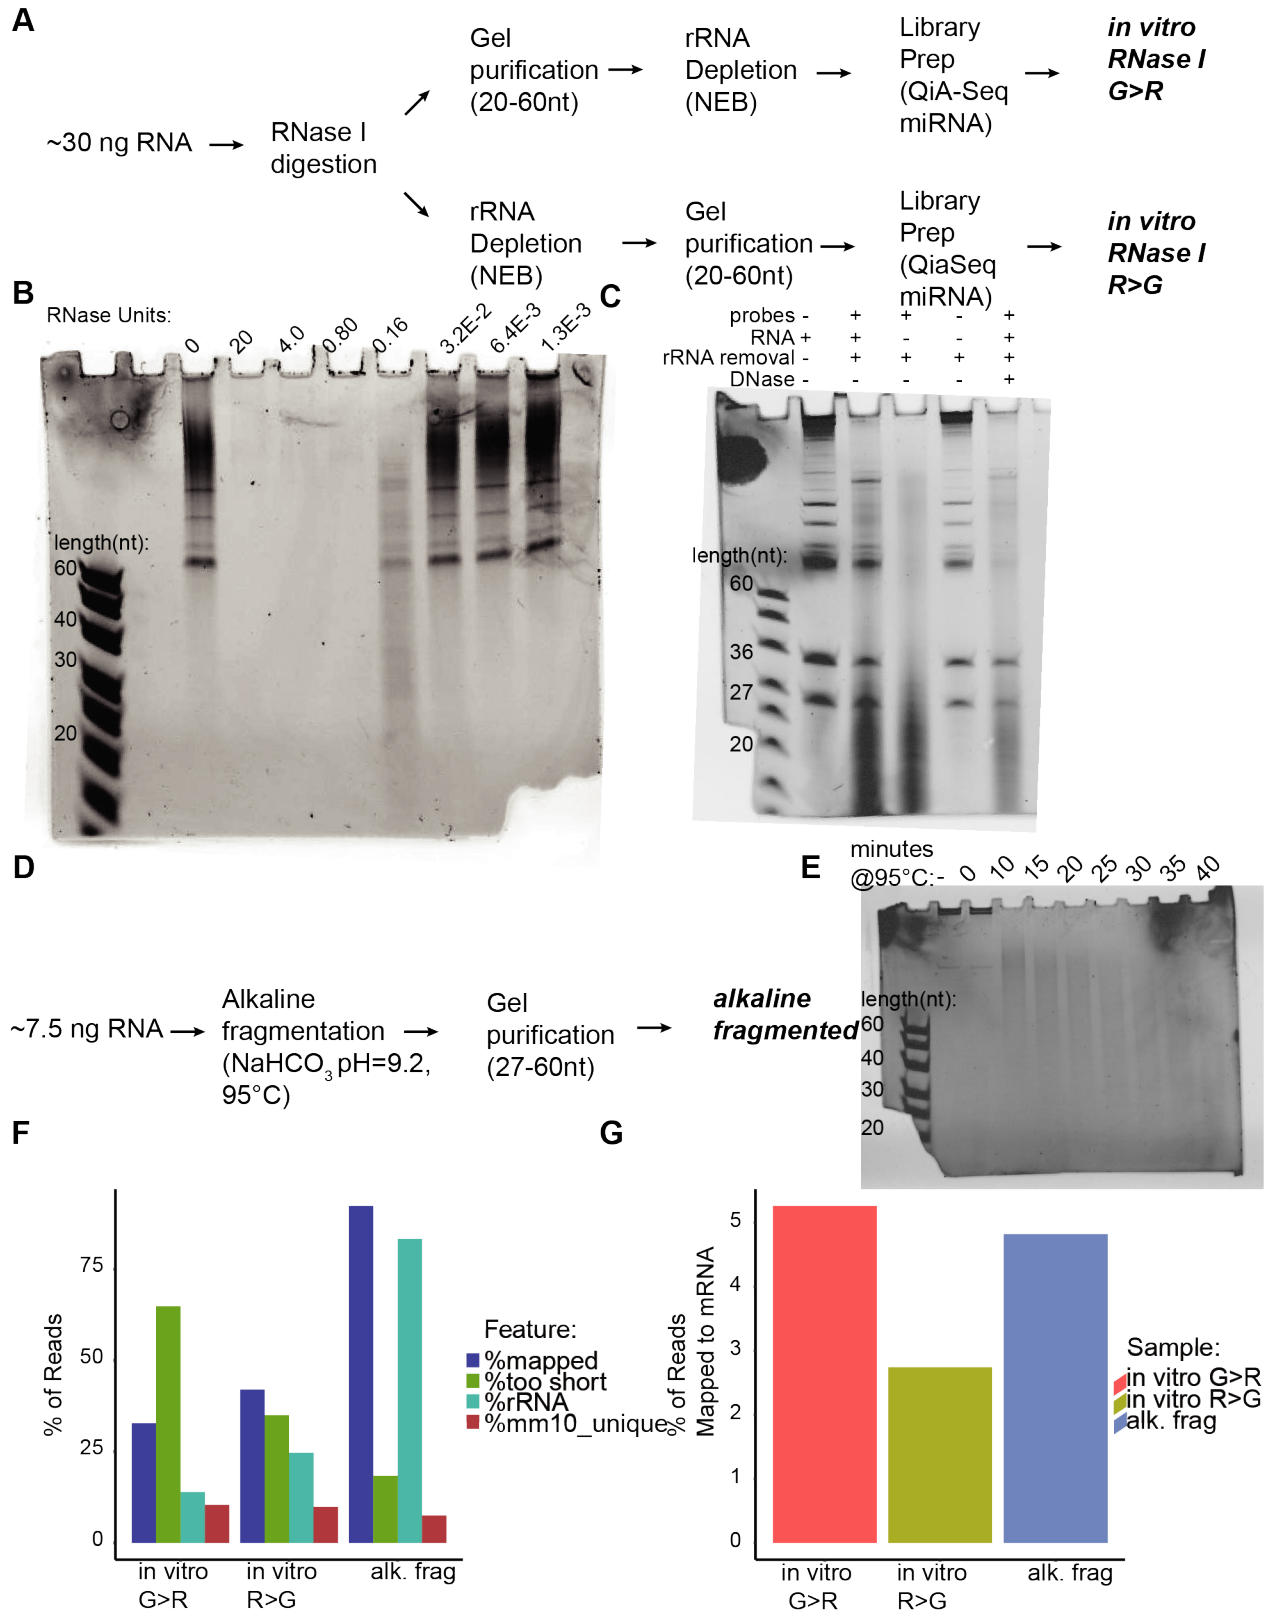 A
~30 ng RNA
RNase I
digestion
Gel
purification
(20-60nt)
rRNA
Depletion
(NEB)
Library
Prep
(QiA-Seq
miRNA)
in vitro
RNase I
G>R
rRNA
Depletion
(NEB)
Gel
purification
(20-60nt)
Library
Prep
(QiaSeq
miRNA)
in vitro
RNase I
R>G
B
RNase Units:
0 20 4.0 0.80 0.16 3.2E-2 6.4E-3 1.3E-3
length(nt):
60
40
30
20
C
probes - + + - +
RNA + + - - +
rRNA removal - + + + +
DNase - - - - +
length(nt):
60
36
27
20
D
~7.5 ng RNA
Alkaline
fragmentation
(NaHCO3 pH=9.2,
95°C)
Gel
purification
(27-60nt)
alkaline
fragmented
E
minutes
@95°C:- 0 10 15 20 25 30 35 40
length(nt):
60
40
30
20
F
% of Reads
75
50
25
0
in vitro
G>R
in vitro
R>G
alk. frag
Feature:
%mapped
%too short
%rRNA
%mm10_unique
G
% of Reads
Mapped to mRNA
5
4
3
2
1
0
in vitro
G>R
in vitro
R>G
alk. frag
Sample:
in vitro G>R
in vitro R>G
alk. frag